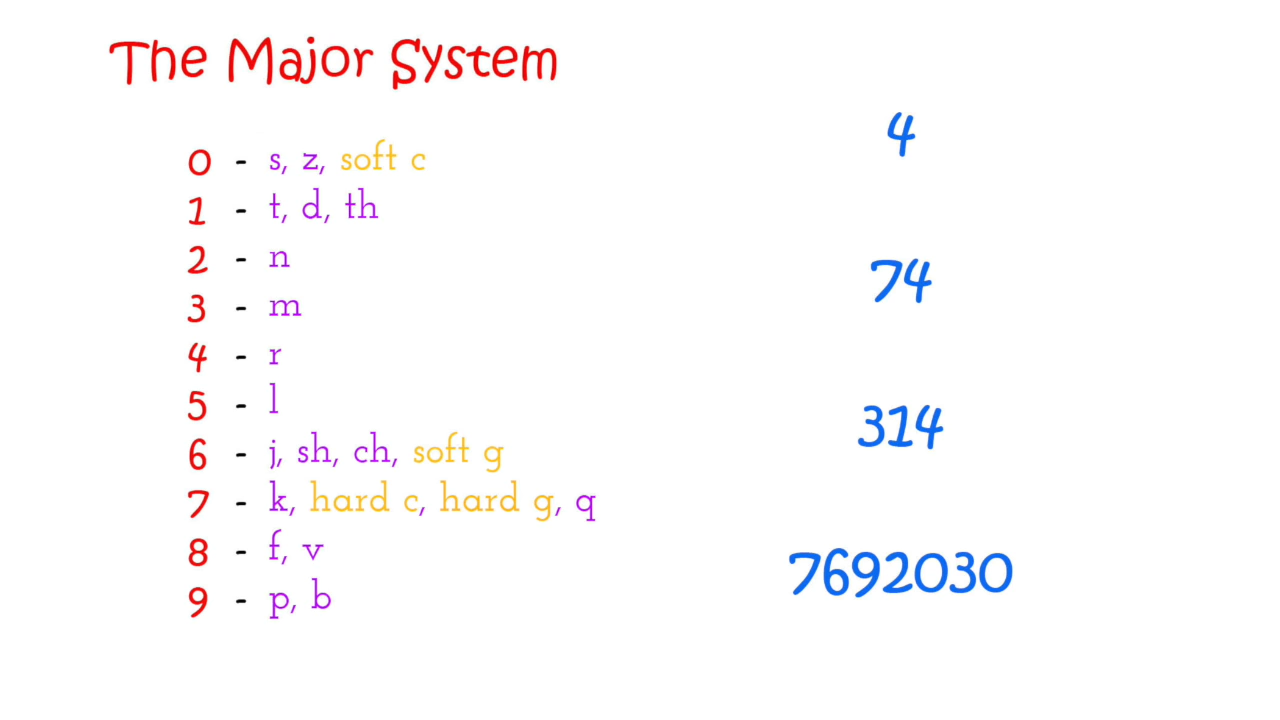 The Major System
0 - s, z, soft c
1 - t, d, th
2 - n
3 - m
4 - r
5 - l
6 - j, sh, ch, soft g
7 - k, hard c, hard g, q
8 - f, v
9 - p, b
4
74
314
7692030